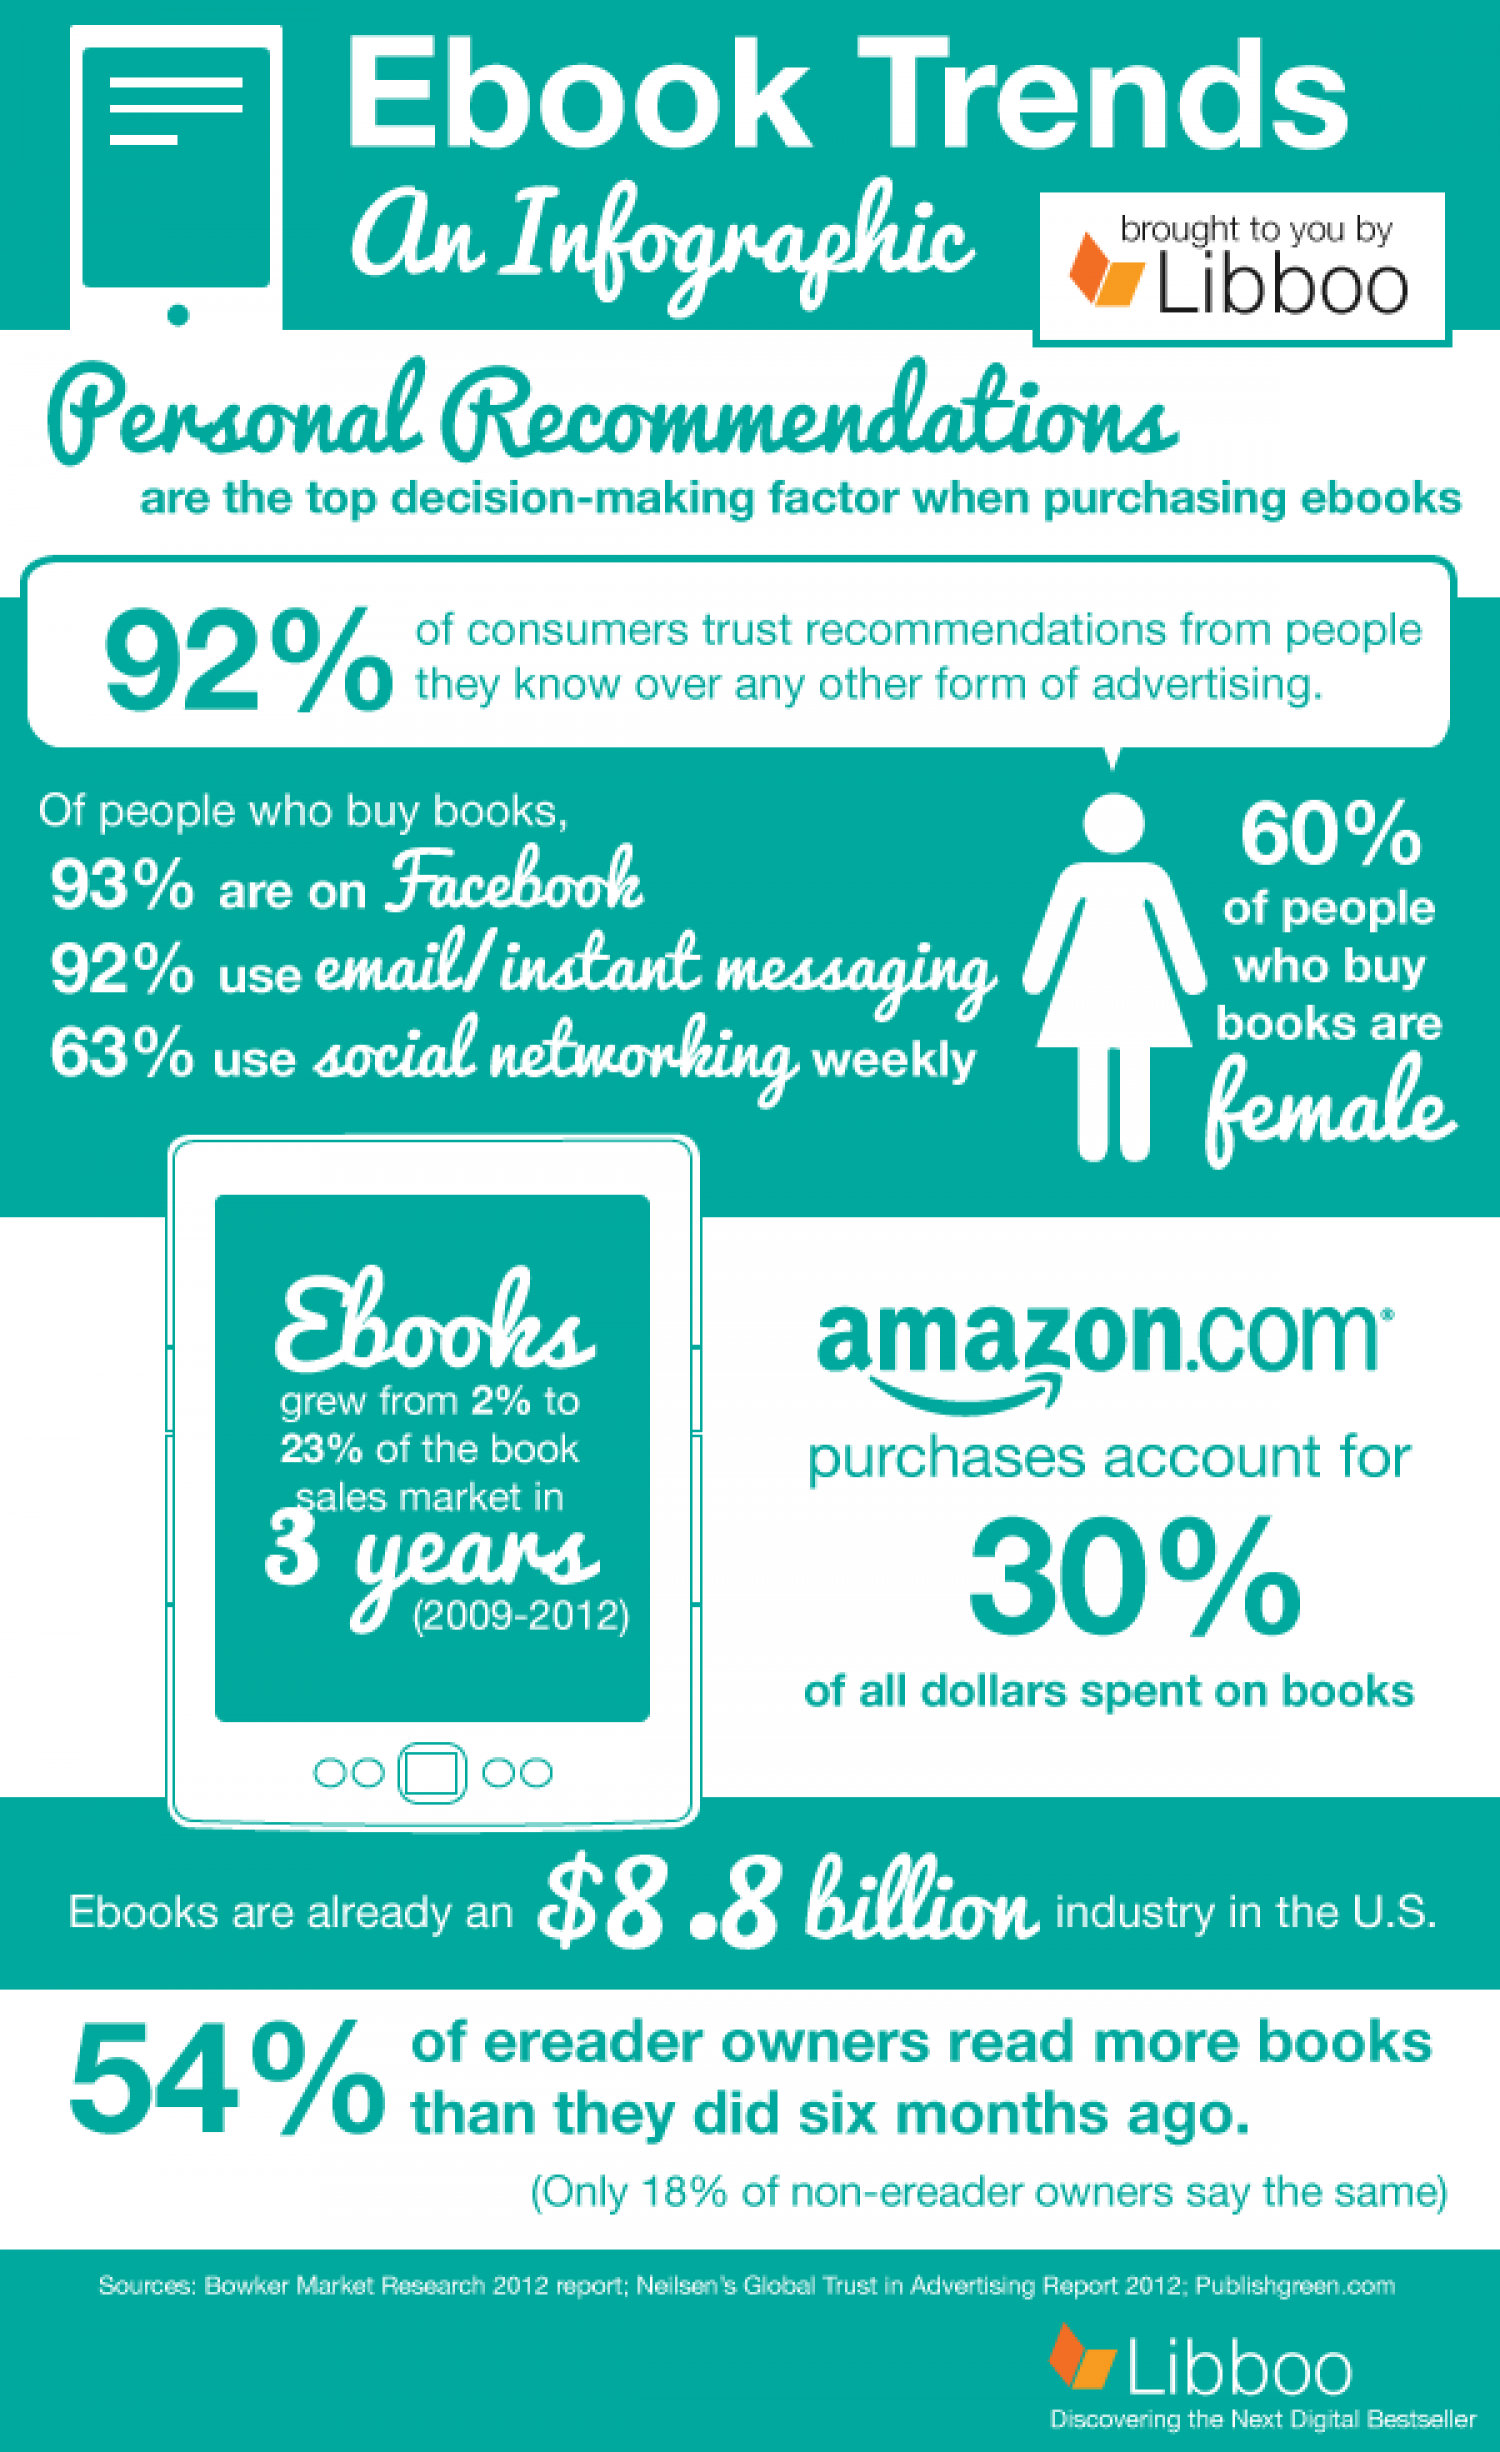 Ebook Trends
An Infographic
brought to you by
Libboo
Personal Recommendations
are the top decision-making factor when purchasing ebooks
92%
of consumers trust recommendations from people
they know over any other form of advertising.
Of people who buy books,
93% are on Facebook
92% use email/instant messaging
63% use social networking weekly
60%
of people
who buy
books are
female
Ebooks
grew from 2% to
23% of the book
sales market in
3 years
(2009-2012)
amazon.com®
purchases account for
30%
of all dollars spent on books
Ebooks are already an $8.8 billion industry in the U.S.
54%
of ereader owners read more books
than they did six months ago.
(Only 18% of non-ereader owners say the same)
Sources: Bowker Market Research 2012 report; Neilsen's Global Trust in Advertising Report 2012; Publishgreen.com
Libboo
Discovering the Next Digital Bestseller